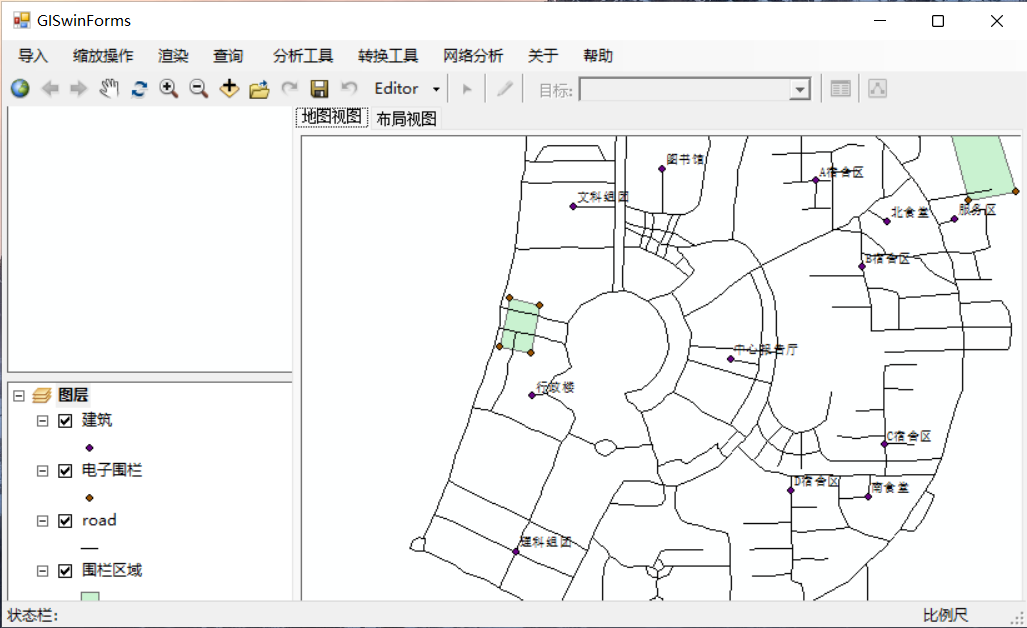 GISwinForms
导入 缩放操作 渲染 查询 分析工具 转换工具 网络分析 关于 帮助
Editor 目标:
地图视图 布局视图
图书馆
A宿舍区
文科组团
北食堂
服务区
B宿舍区
中心报告厅
行政楼
图层
建筑
C宿舍区
电子围栏
D宿舍区
南食堂
road
理科组团
围栏区域
状态栏: 比例尺